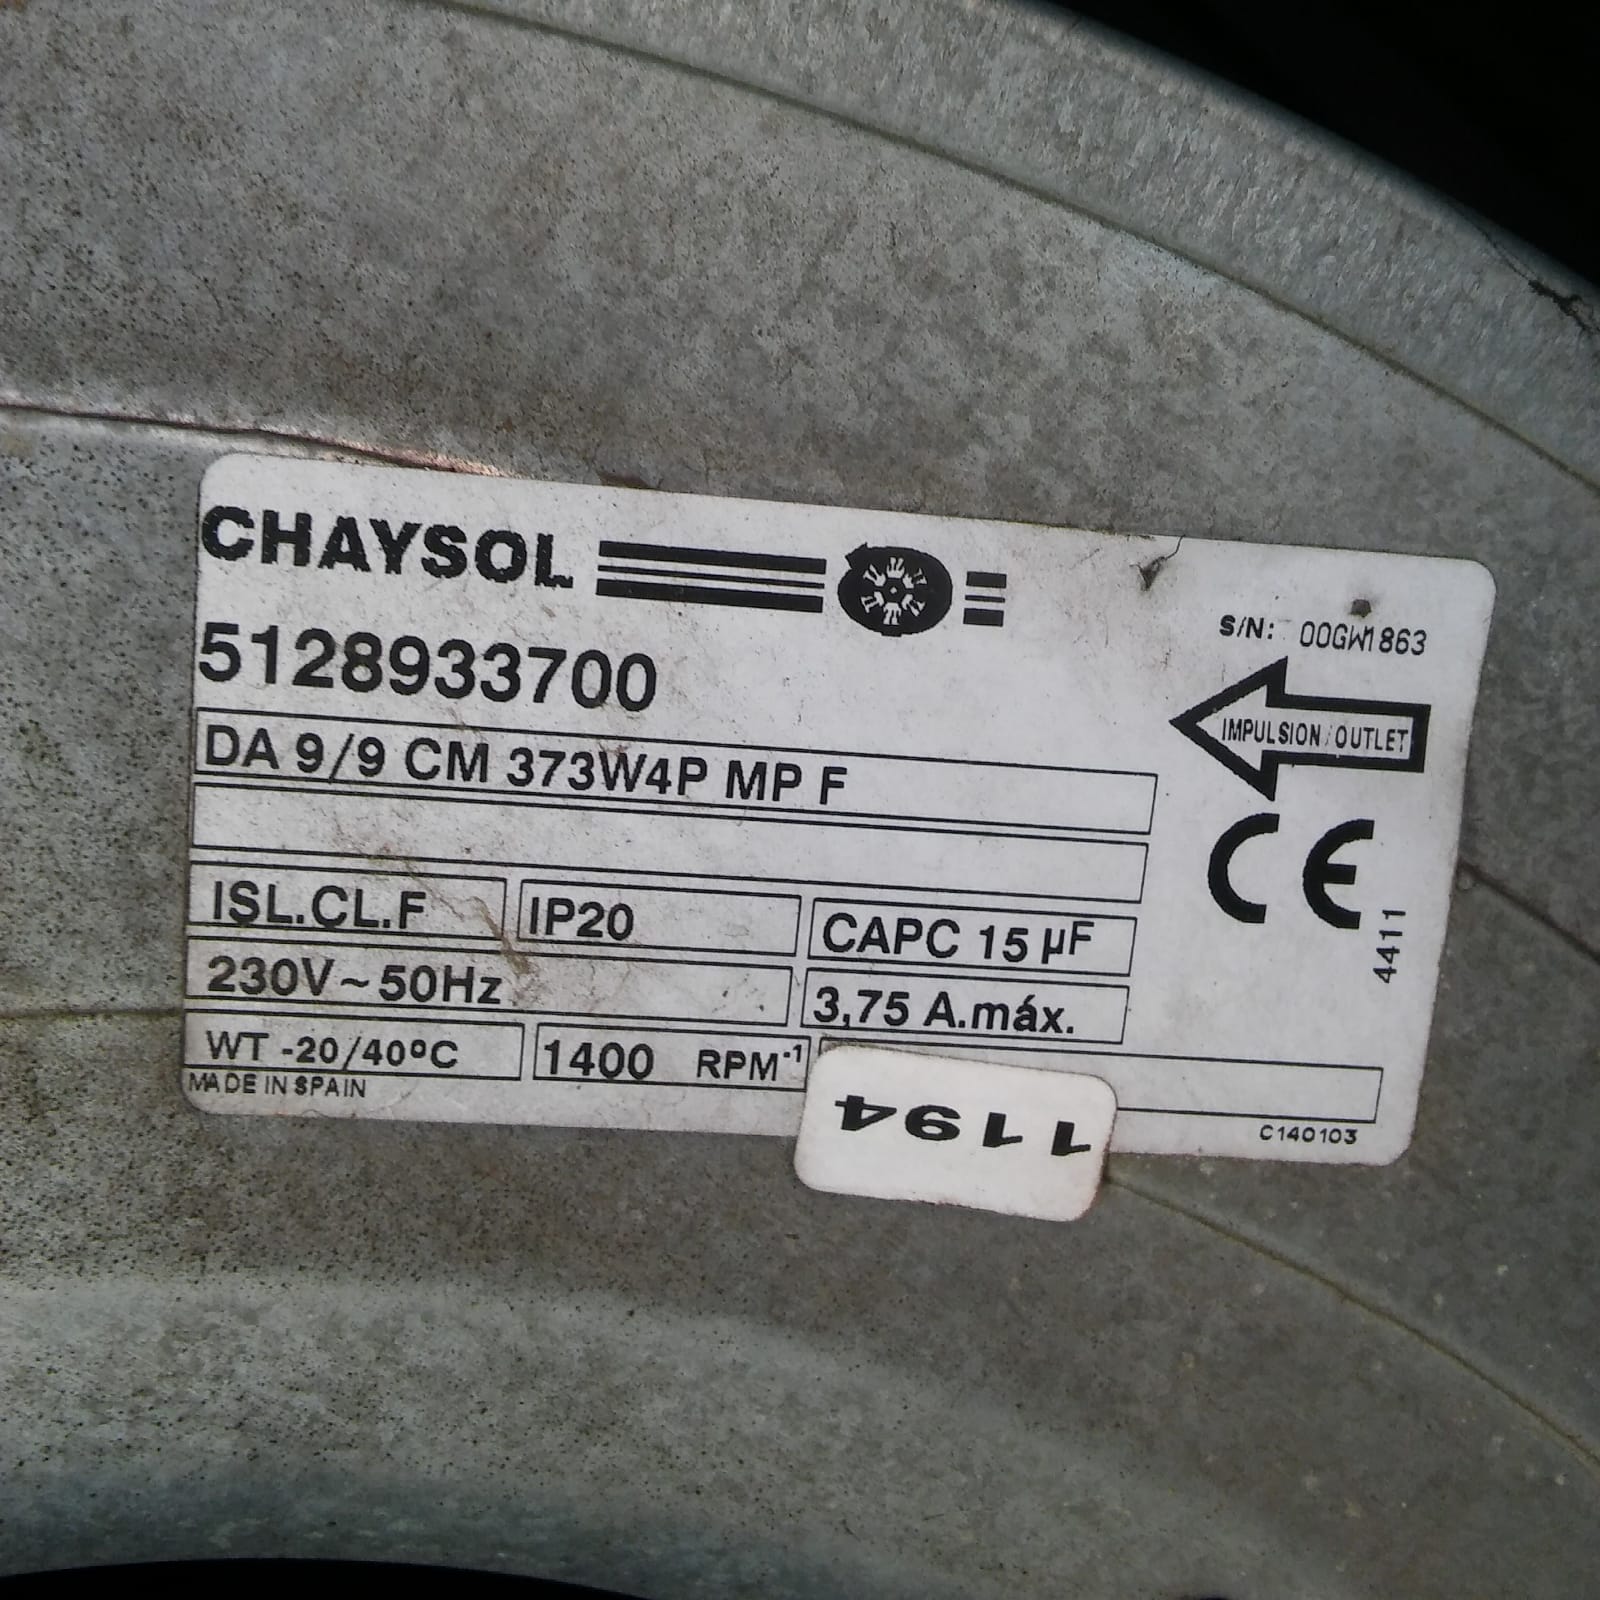 CHAYSOL
S/N: 00GW1863
5128933700
IMPULSION/OUTLET
DA 9/9 CM 373W4P MP F
CE
ISL.CL.F IP20 CAPC 15 µF
4411
230V~50Hz 3,75 A.máx.
WT -20/40ºC 1400 RPM-1
MADE IN SPAIN
1194
C140103